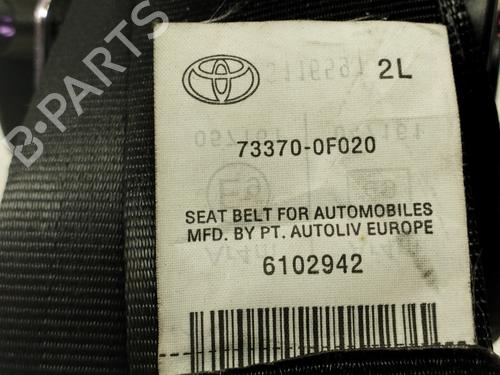 2L
73370-0F020
SEAT BELT FOR AUTOMOBILES
MFD. BY PT. AUTOLIV EUROPE
6102942
B-PARTS